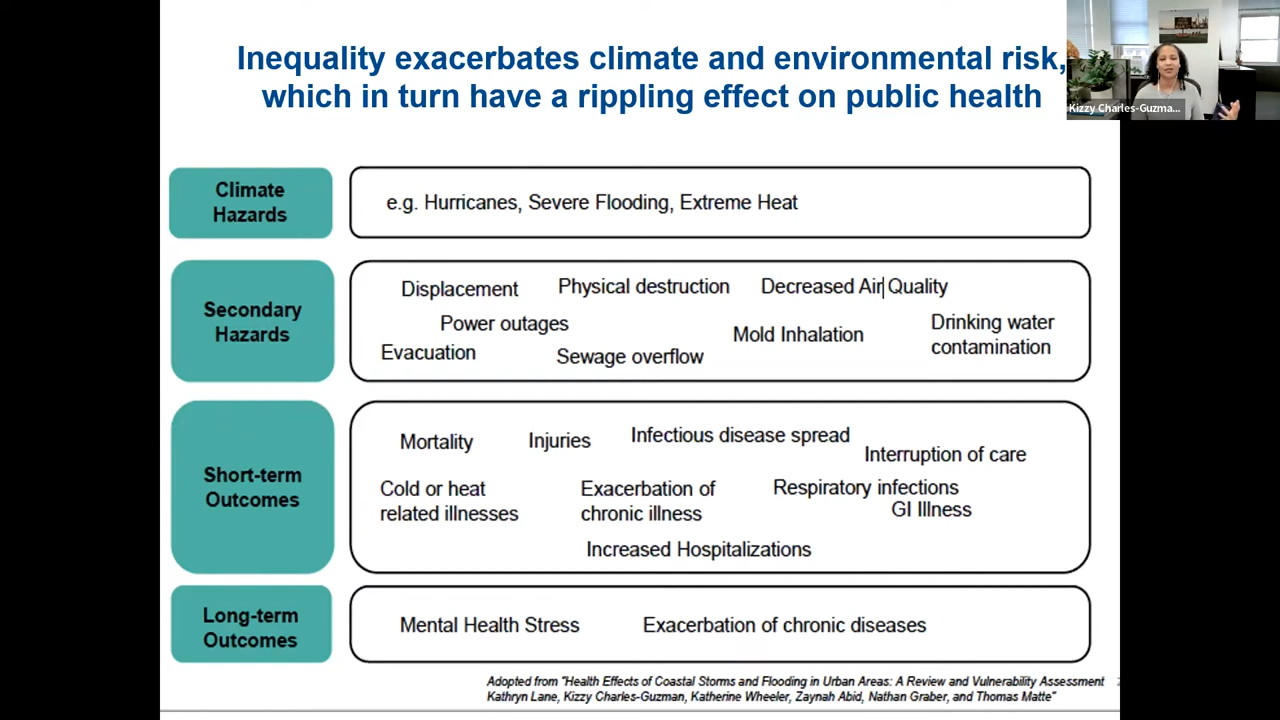 Inequality exacerbates climate and environmental risk,
which in turn have a rippling effect on public health
Kizzy Charles-Guzma...
Climate
Hazards
e.g. Hurricanes, Severe Flooding, Extreme Heat
Secondary
Hazards
Displacement
Physical destruction
Decreased Air Quality
Power outages
Mold Inhalation
Drinking water
contamination
Evacuation
Sewage overflow
Short-term
Outcomes
Mortality
Injuries
Infectious disease spread
Interruption of care
Cold or heat
related illnesses
Exacerbation of
chronic illness
Respiratory infections
GI Illness
Increased Hospitalizations
Long-term
Outcomes
Mental Health Stress
Exacerbation of chronic diseases
Adopted from "Health Effects of Coastal Storms and Flooding in Urban Areas: A Review and Vulnerability Assessment
Kathryn Lane, Kizzy Charles-Guzman, Katherine Wheeler, Zaynah Abid, Nathan Graber, and Thomas Matte"